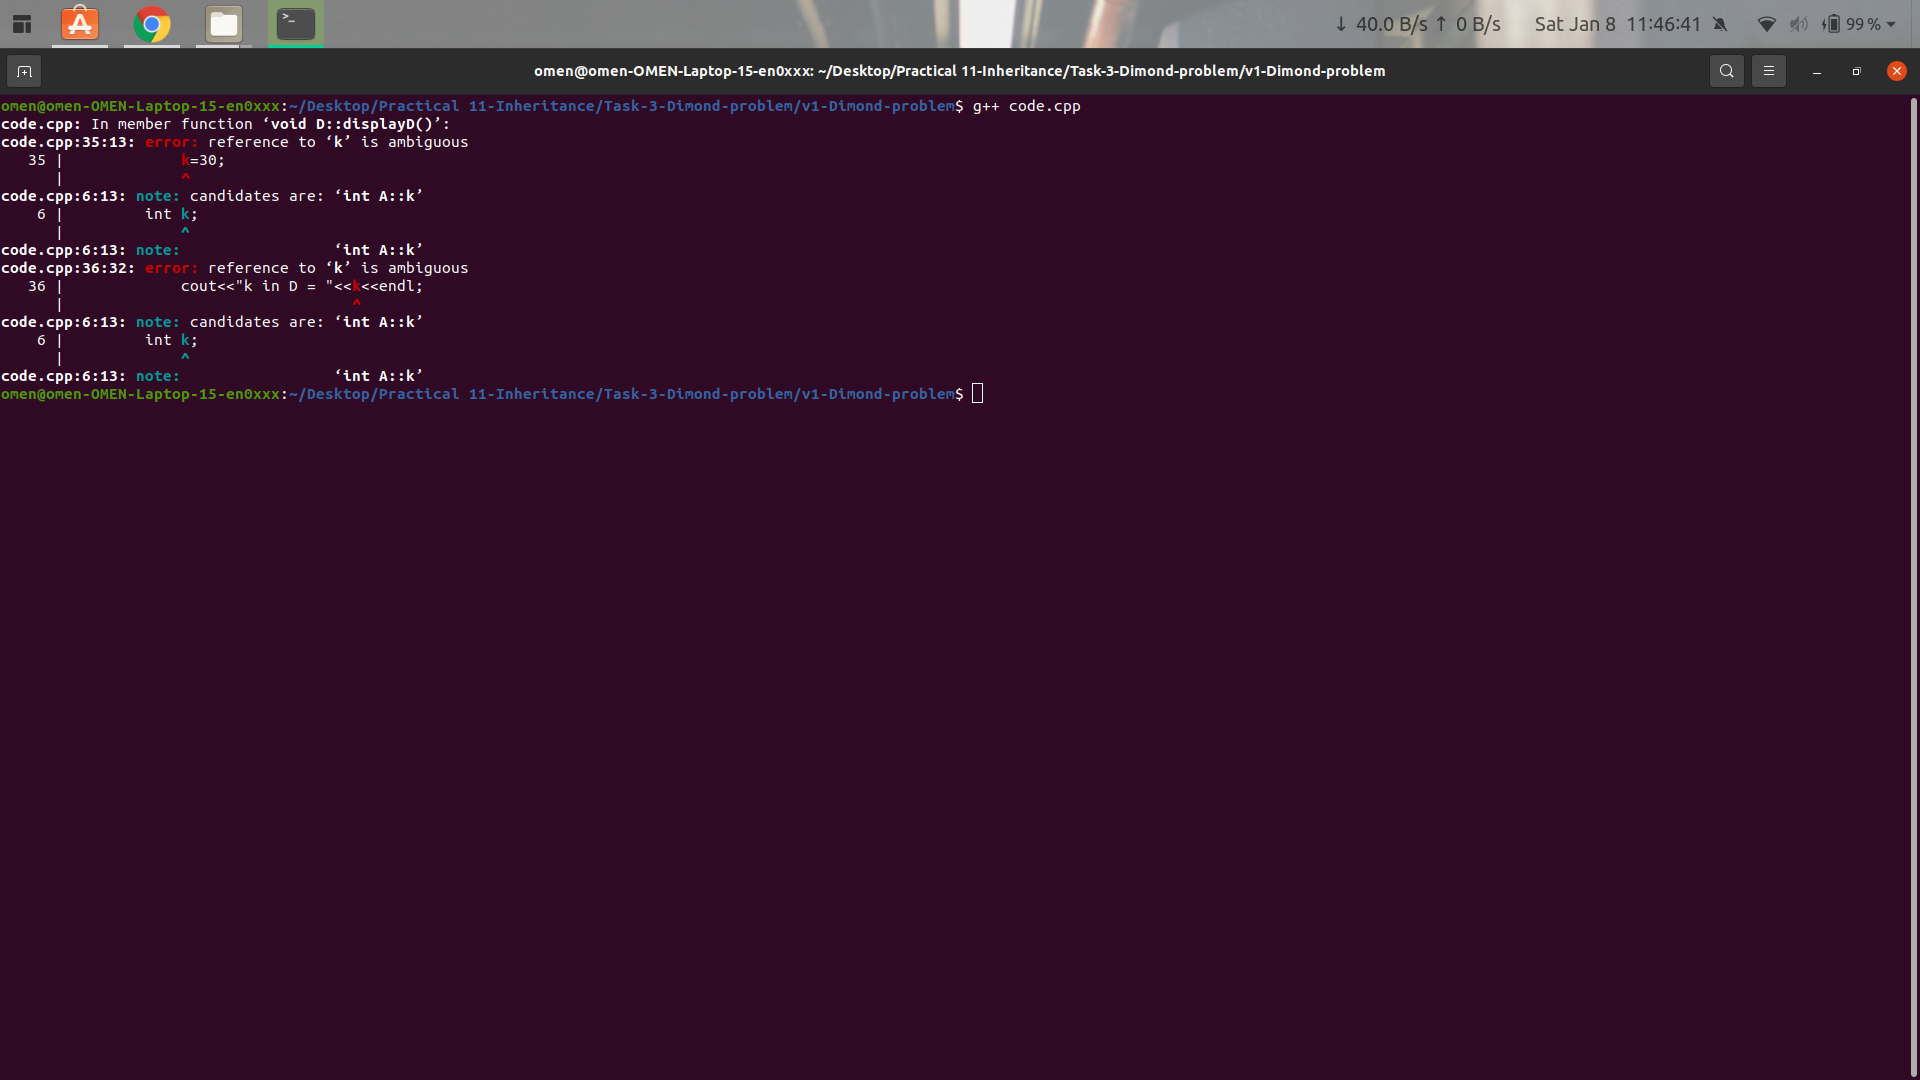 ↓ 40.0 B/s ↑ 0 B/s Sat Jan 8 11:46:41 99 %
omen@omen-OMEN-Laptop-15-en0xxx: ~/Desktop/Practical 11-Inheritance/Task-3-Dimond-problem/v1-Dimond-problem
omen@omen-OMEN-Laptop-15-en0xxx:~/Desktop/Practical 11-Inheritance/Task-3-Dimond-problem/v1-Dimond-problem$ g++ code.cpp
code.cpp: In member function ‘void D::displayD()’:
code.cpp:35:13: error: reference to ‘k’ is ambiguous
   35 |             k=30;
      |             ^
code.cpp:6:13: note: candidates are: ‘int A::k’
    6 |         int k;
      |             ^
code.cpp:6:13: note:                 ‘int A::k’
code.cpp:36:32: error: reference to ‘k’ is ambiguous
   36 |             cout<<"k in D = "<<k<<endl;
      |                                ^
code.cpp:6:13: note: candidates are: ‘int A::k’
    6 |         int k;
      |             ^
code.cpp:6:13: note:                 ‘int A::k’
omen@omen-OMEN-Laptop-15-en0xxx:~/Desktop/Practical 11-Inheritance/Task-3-Dimond-problem/v1-Dimond-problem$